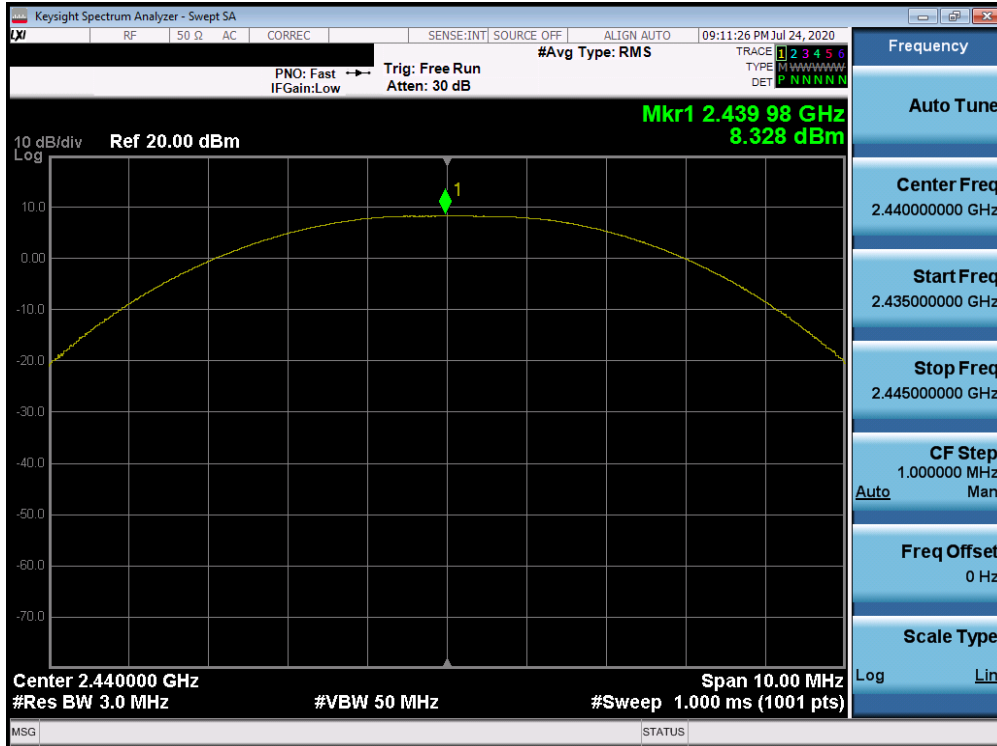 Keysight Spectrum Analyzer - Swept SA
LXI RF 50 Ω AC CORREC SENSE:INT SOURCE OFF ALIGN AUTO 09:11:26 PM Jul 24, 2020
#Avg Type: RMS
TRACE 1 2 3 4 5 6
TYPE M WWWWW
DET P N N N N N
PNO: Fast
IFGain:Low
Trig: Free Run
Atten: 30 dB
Mkr1 2.439 98 GHz
8.328 dBm
10 dB/div
Log
Ref 20.00 dBm
1
10.0
0.00
-10.0
-20.0
-30.0
-40.0
-50.0
-60.0
-70.0
Center 2.440000 GHz
Span 10.00 MHz
#Res BW 3.0 MHz
#VBW 50 MHz
#Sweep 1.000 ms (1001 pts)
MSG
STATUS
Frequency
Auto Tune
Center Freq
2.440000000 GHz
Start Freq
2.435000000 GHz
Stop Freq
2.445000000 GHz
CF Step
1.000000 MHz
Auto Man
Freq Offset
0 Hz
Scale Type
Log Lin